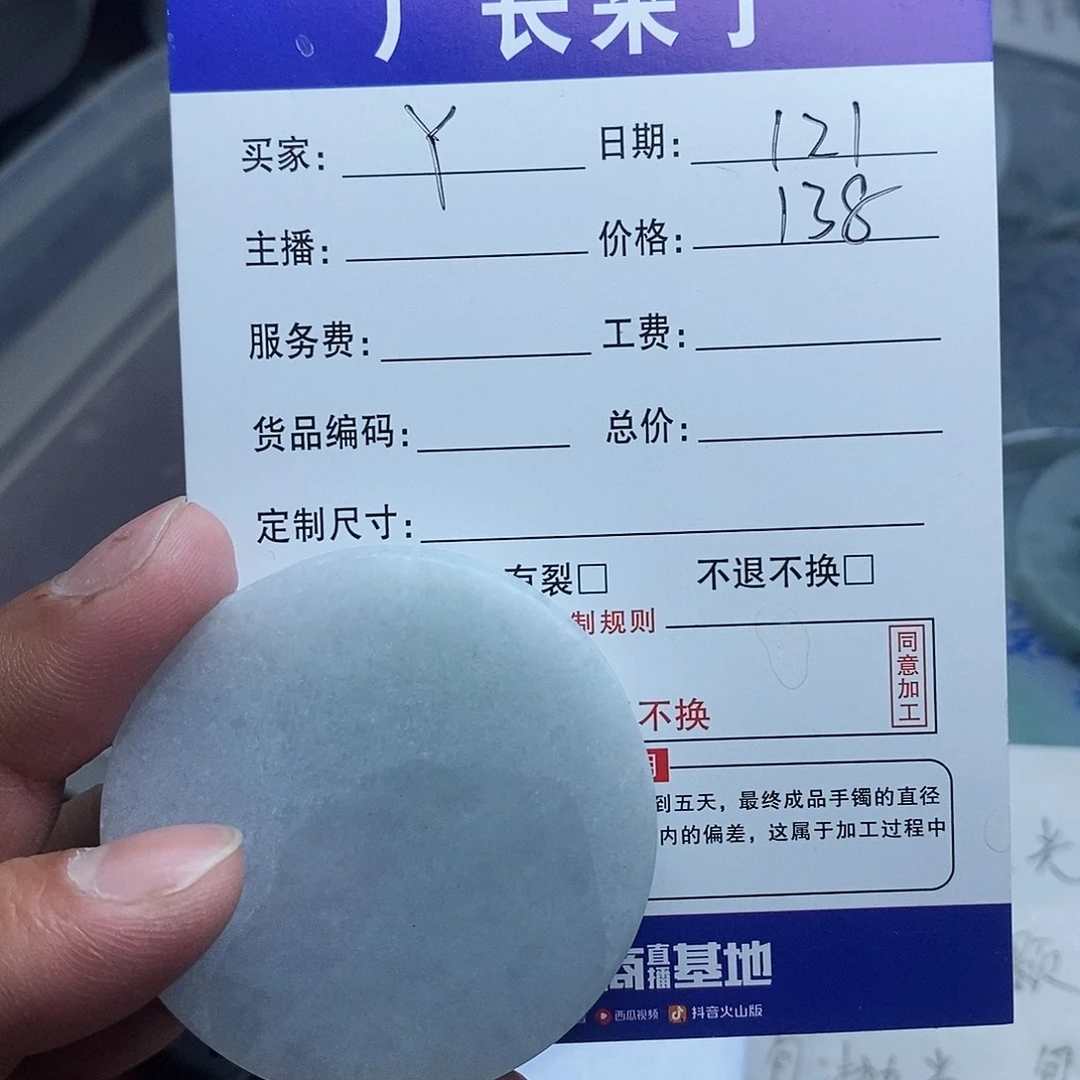 厂长来了
买家: Y 日期: 121
主播: 价格: 138
服务费: 工费:
货品编码: 总价:
定制尺寸:
有裂□ 不退不换□
制规则
同意加工
不换
到五天，最终成品手镯的直径
内的偏差，这属于加工过程中
直播基地
西瓜视频 抖音火山版
光